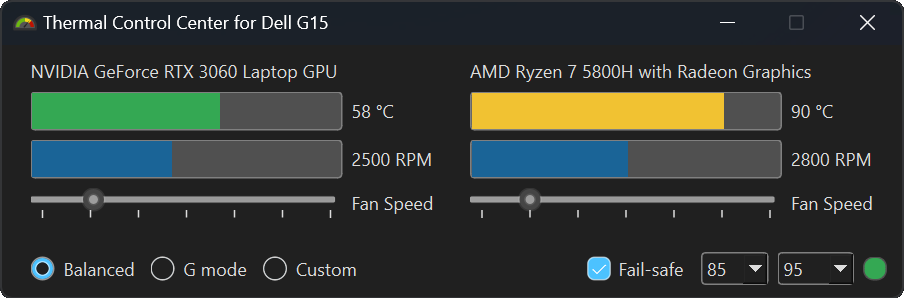 Thermal Control Center for Dell G15
NVIDIA GeForce RTX 3060 Laptop GPU
58 °C
2500 RPM
Fan Speed
AMD Ryzen 7 5800H with Radeon Graphics
90 °C
2800 RPM
Fan Speed
Balanced G mode Custom Fail-safe 85 95